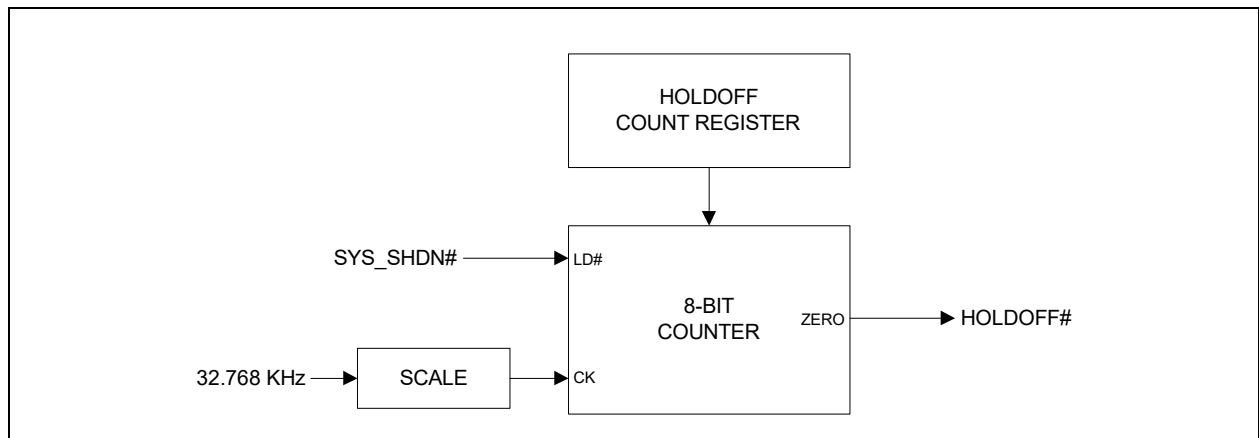 HOLDOFF
COUNT REGISTER
SYS_SHDN#
LD#
8-BIT
COUNTER
ZERO
HOLDOFF#
32.768 KHz
SCALE
CK